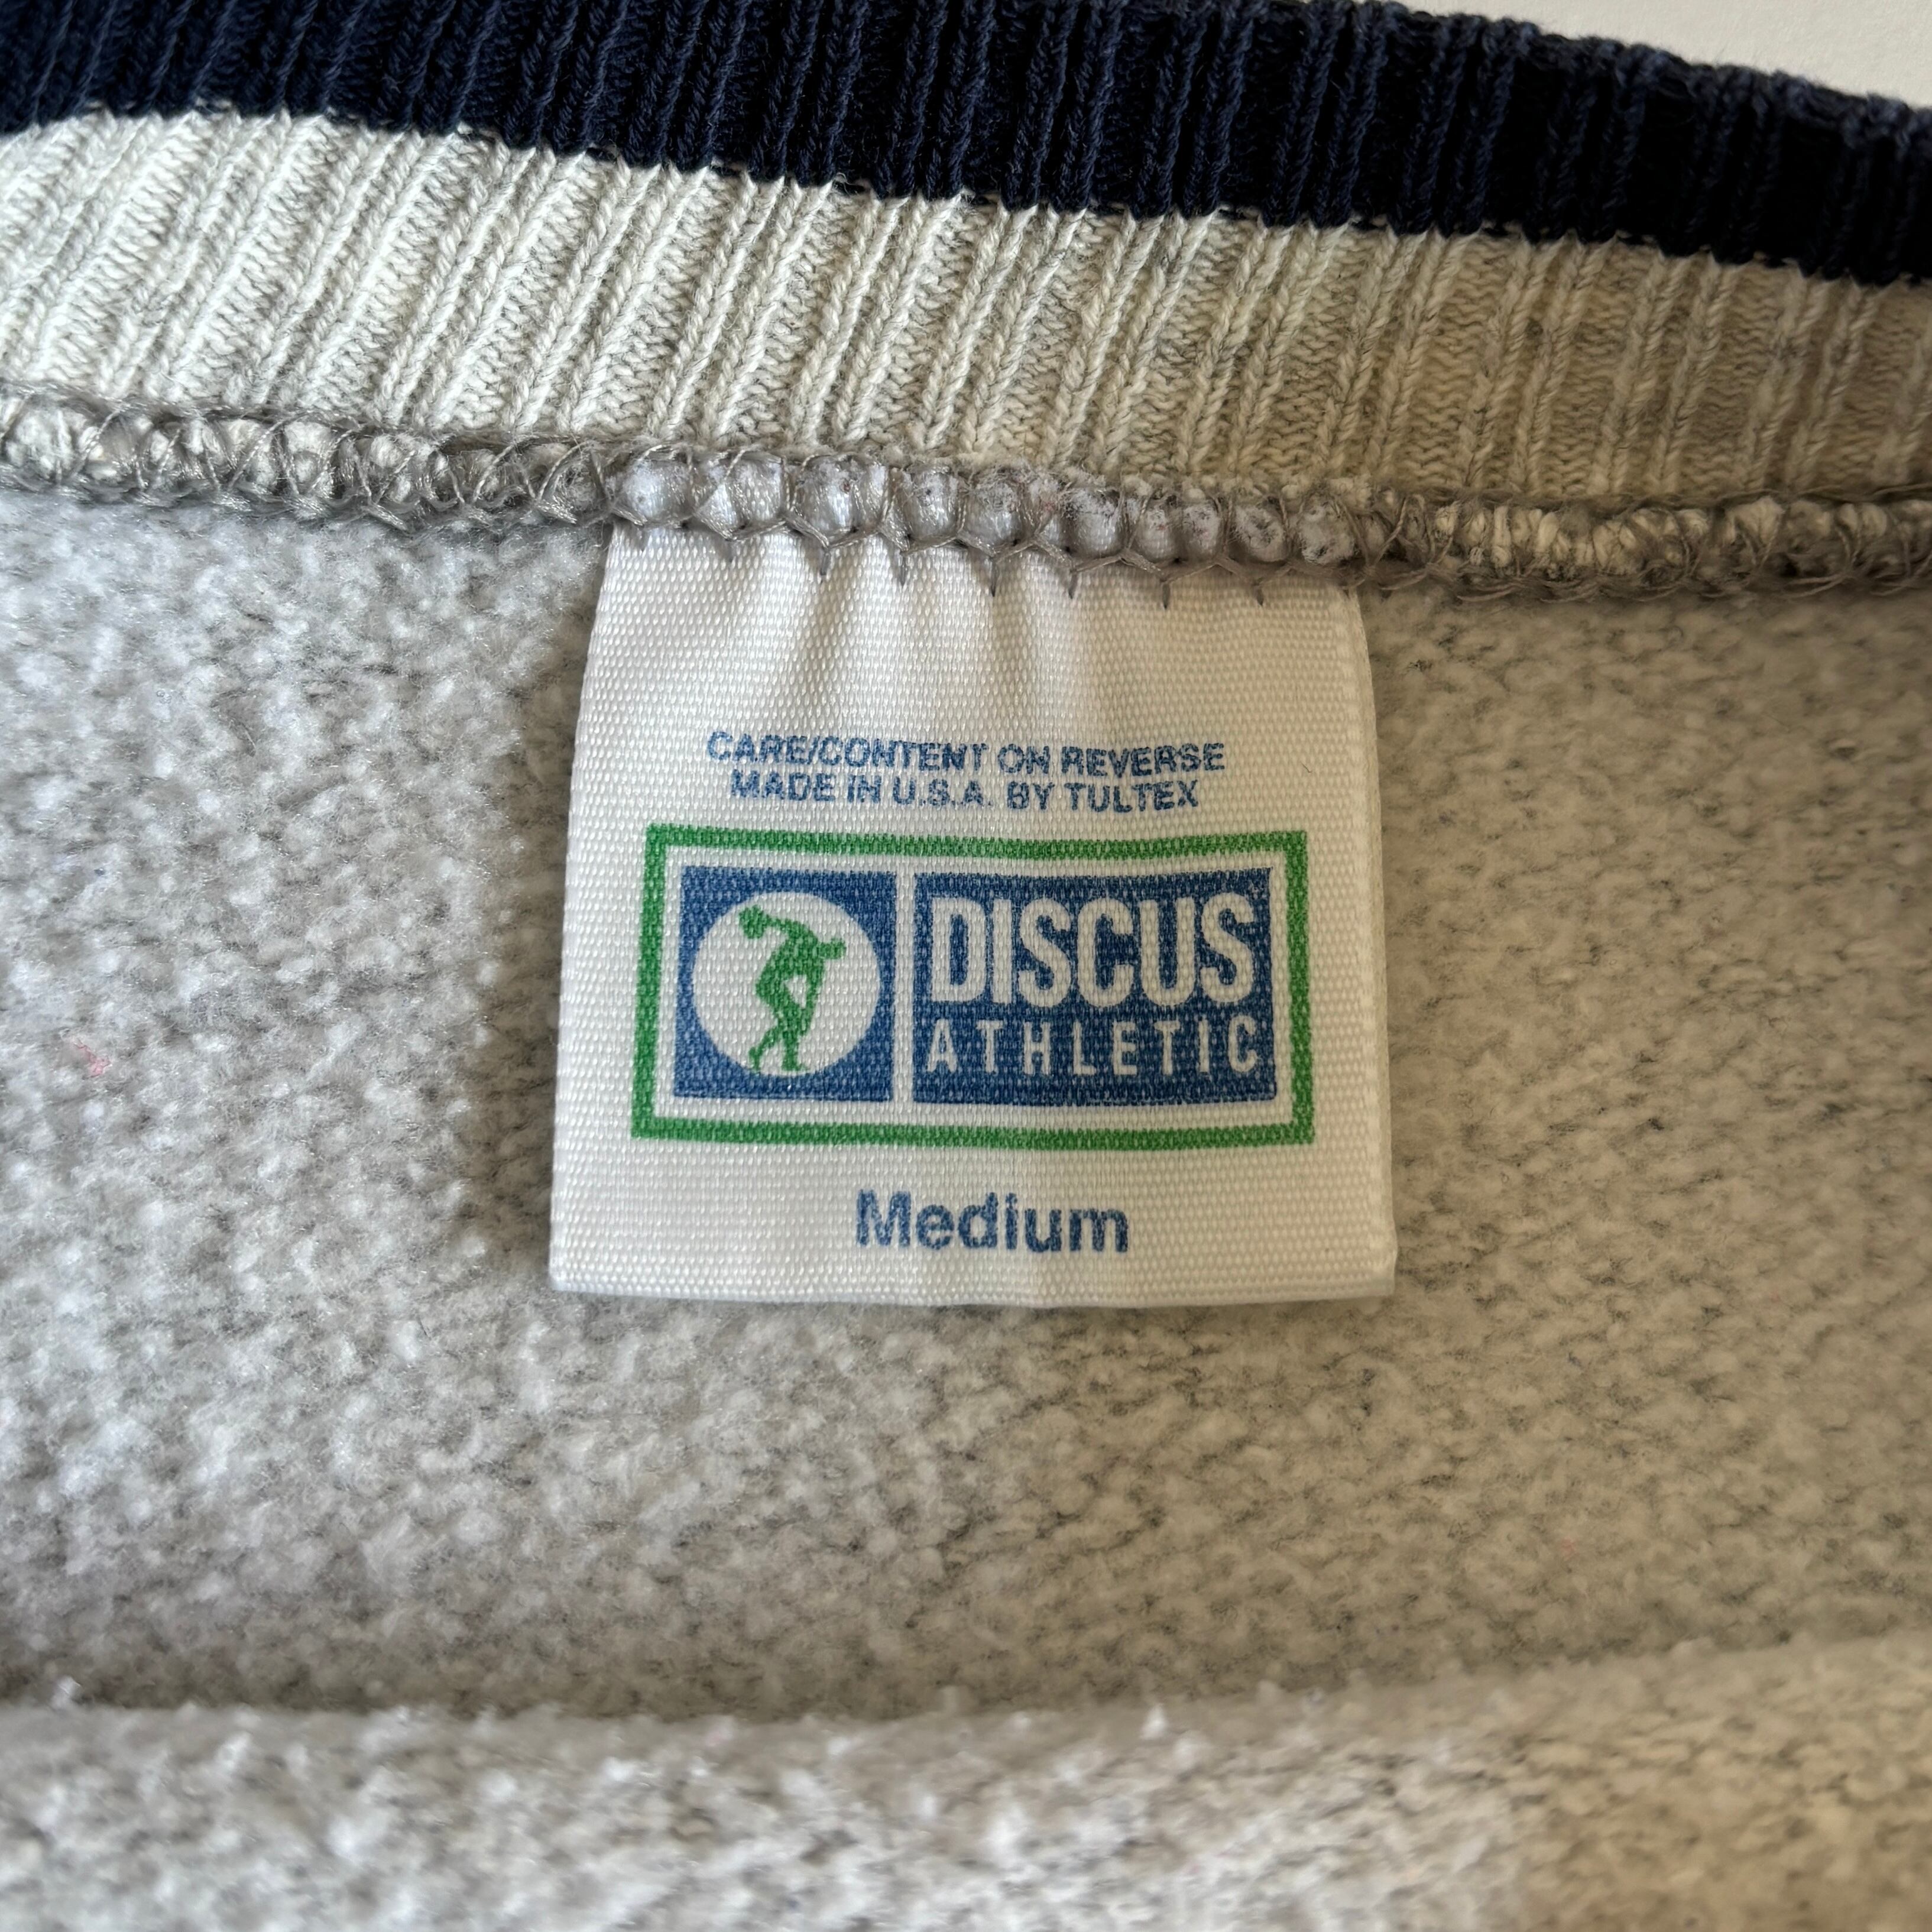 CARE/CONTENT ON REVERSE
MADE IN U.S.A. BY TULTEX
DISCUS
ATHLETIC
Medium